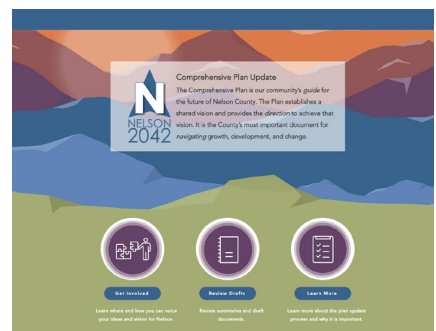 Comprehensive Plan Update
The Comprehensive Plan is our community's guide for
the future of Nelson County. The Plan establishes a
shared vision and provides the direction to achieve that
vision. It is the County's most important document for
navigating growth, development, and change.
N
NELSON
2042
Get Involved
Learn where and how you can voice
your ideas and vision for Nelson.
Review Drafts
Review summaries and draft
documents.
Learn More
Learn more about the plan update
process and why it is important.